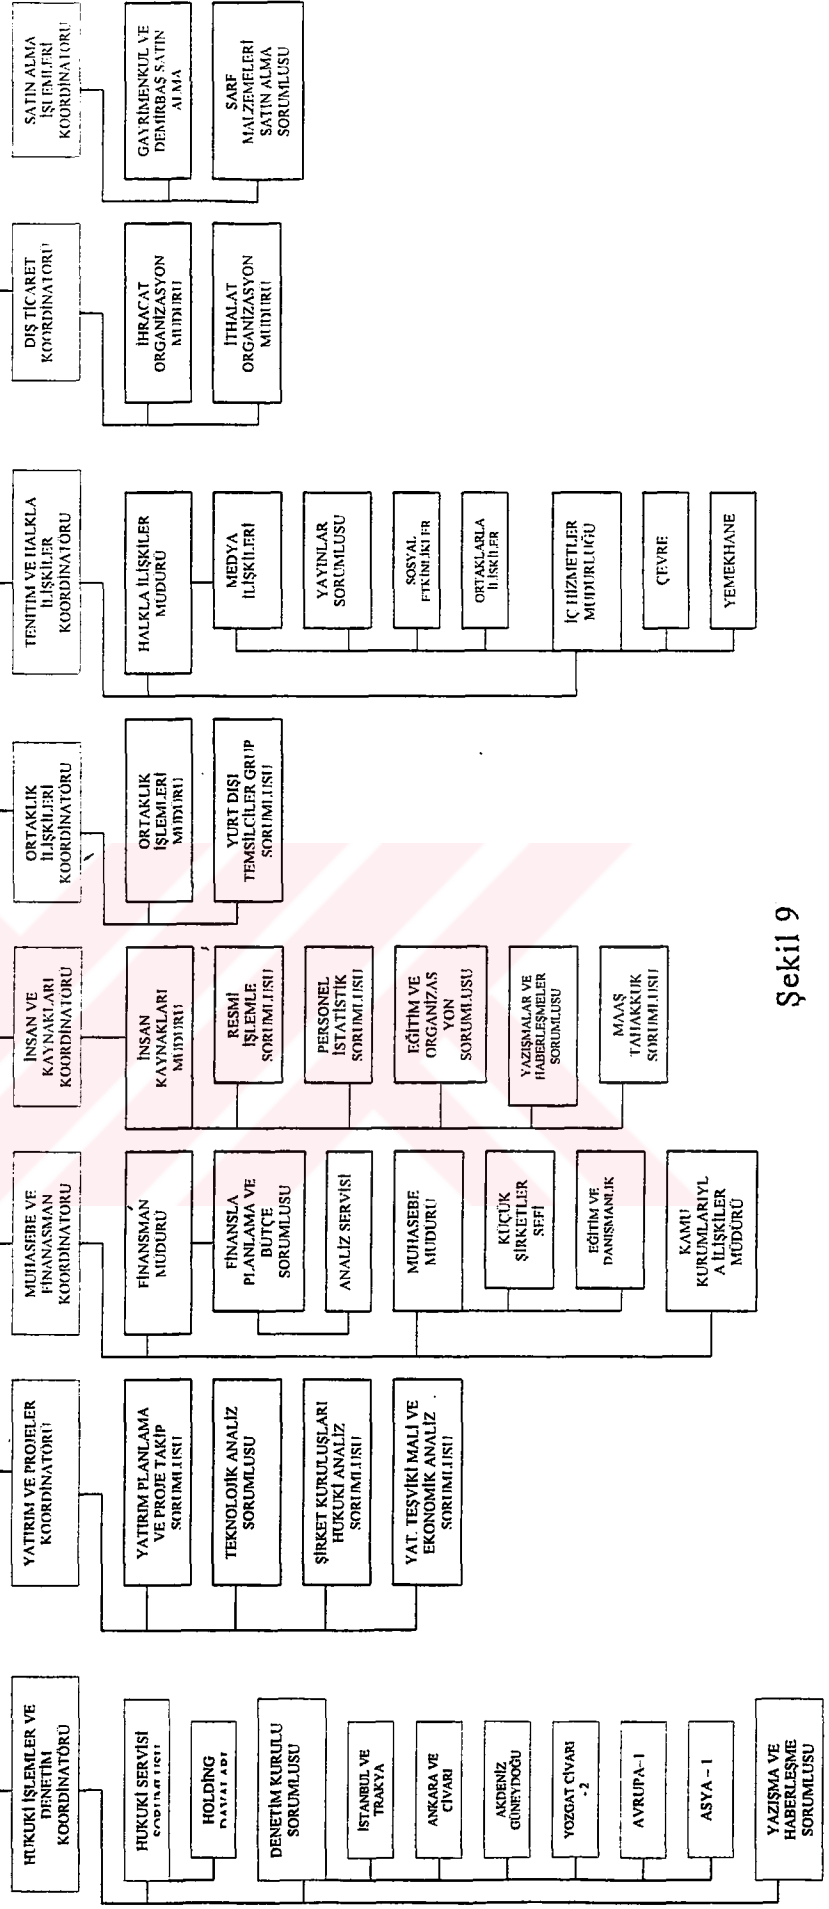 HUKUKİ İŞLEMLER VE
DENETİM
KOORDİNATÖRÜ
HUKUKİ SERVİSİ
SORUMLUSU
HOLDİNG
DAVALARI
DENETİM KURULU
SORUMLUSU
İSTANBUL VE
TRAKYA
ANKARA VE
CİVARI
AKDENİZ
GÜNEYDOĞU
YOZGAT CİVARI
-2
AVRUPA-1
ASYA – 1
YAZIŞMA VE
HABERLEŞME
SORUMLUSU
YATIRIM VE PROJELER
KOORDİNATÖRÜ
YATIRIM PLANLAMA
VE PROJE TAKİP
SORUMLUSU
TEKNOLOJİK ANALİZ
SORUMLUSU
ŞİRKET KURULUŞLARI
HUKUKİ ANALİZ
SORUMLUSU
YAT. TEŞVİKİ MALİ VE
EKONOMİK ANALİZ
SORUMLUSU
MUHASEBE VE
FİNANASMAN
KOORDİNATÖRÜ
FİNANSMAN
MÜDÜRÜ
FİNANSLA
PLANLAMA VE
BÜTÇE
SORUMLUSU
ANALİZ SERVİSİ
MUHASEBE
MÜDÜRÜ
KÜÇÜK
ŞİRKETLER
ŞEFİ
EĞİTİM VE
DANIŞMANLIK
KAMU
KURUMLARIYL
A İLİŞKİLER
MÜDÜRÜ
İNSAN VE
KAYNAKLARI
KOORDİNATÖRÜ
İNSAN
KAYNAKLARI
MÜDÜRÜ
RESMİ
İŞLEMLE
SORUMLUSU
PERSONEL
İSTATİSTİK
SORUMLUSU
EĞİTİM VE
ORGANİZAS
YON
SORUMLUSU
YAZIŞMALAR VE
HABERLEŞMELER
SORUMLUSU
MAAŞ
TAHAKKUK
SORUMLUSU
ORTAKLIK
İLİŞKİLERİ
KOORDİNATÖRÜ
ORTAKLIK
İŞLEMLERİ
MÜDÜRÜ
YURT DIŞI
TEMSİLCİLER GRUP
SORUMLUSU
TENITIM VE HALKLA
İLİŞKİLER
KOORDİNATÖRÜ
HALKLA İLİŞKİLER
MÜDÜRÜ
MEDYA
İLİŞKİLERİ
YAYINLAR
SORUMLUSU
SOSYAL
ETKİNLİKLER
ORTAKLARLA
İLİŞKİLER
İÇ HİZMETLER
MÜDÜRLÜĞÜ
ÇEVRE
YEMEKHANE
DIŞ TİCARET
KOORDİNATÖRÜ
İHRACAT
ORGANİZASYON
MÜDÜRÜ
İTHALAT
ORGANİZASYON
MÜDÜRÜ
SATIN ALMA
İŞLEMLERİ
KOORDİNATÖRÜ
GAYRİMENKUL VE
DEMİRBAŞ SATIN
ALMA
SARF
MALZEMELERİ
SATIN ALMA
SORUMLUSU
Şekil 9